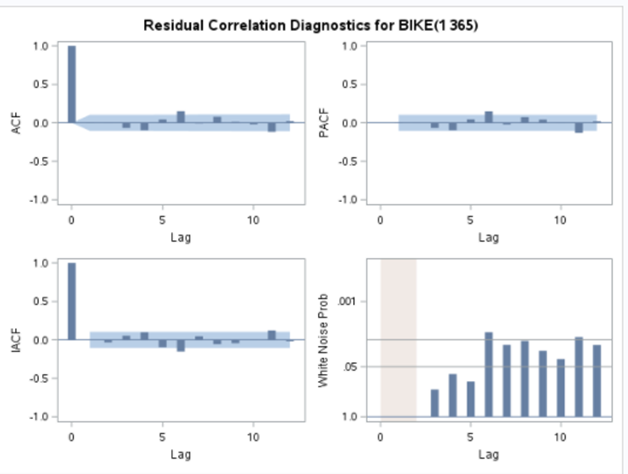 Residual Correlation Diagnostics for BIKE(1 365)
ACF
1.0
0.5
0.0
-0.5
-1.0
0 5 10
Lag
PACF
1.0
0.5
0.0
-0.5
-1.0
0 5 10
Lag
IACF
1.0
0.5
0.0
-0.5
-1.0
0 5 10
Lag
White Noise Prob
.001
.05
1.0
0 5 10
Lag